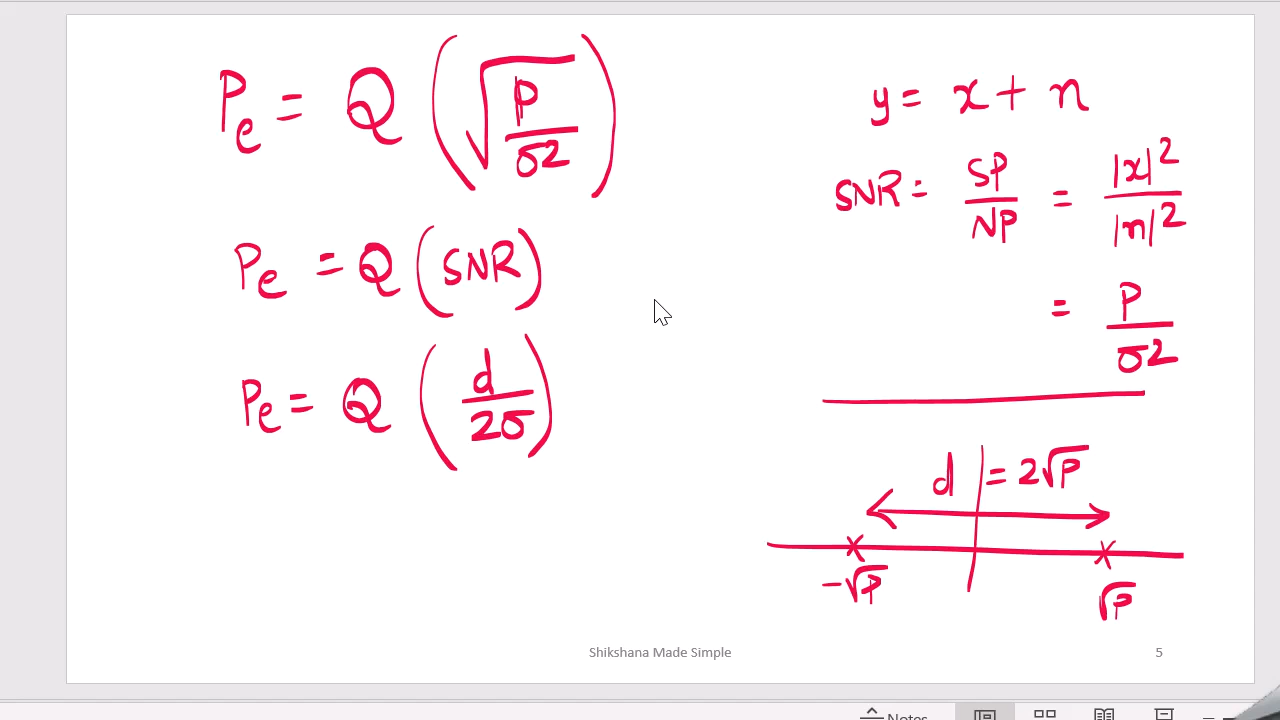 Pe = Q (√P/σ2)
Pe = Q (SNR)
Pe = Q (d/2σ)
y = x + n
SNR = SP/NP = |x|2/|n|2
= P/σ2
d = 2√P
-√P √P
Shikshana Made Simple 5
Notes